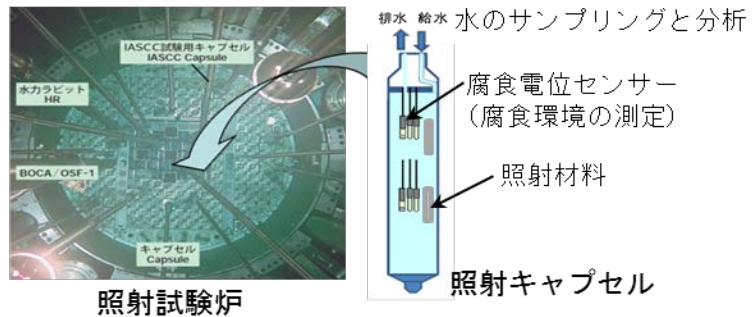 IASCC試験用キャプセル
IASCC Capsule
水力ラビット
HR
BOCA/OSF-1
キャプセル
Capsule
照射試験炉
排水 給水
水のサンプリングと分析
腐食電位センサー
(腐食環境の測定)
照射材料
照射キャプセル